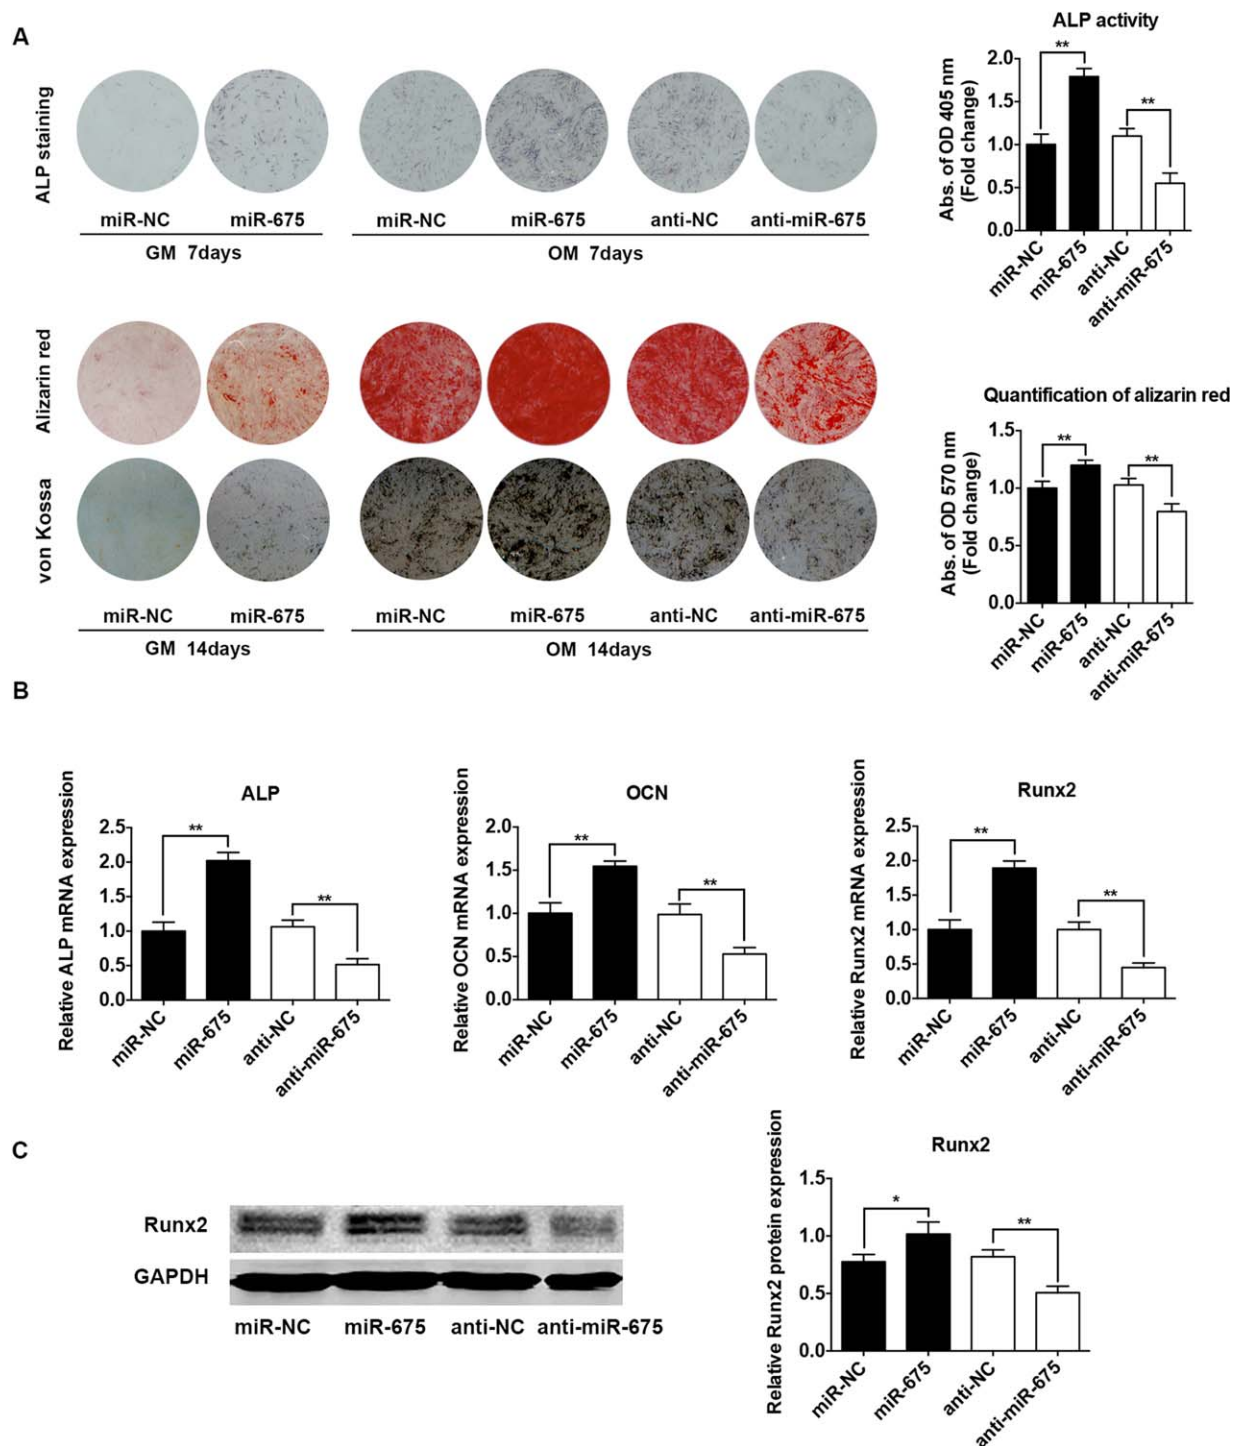 A
ALP staining
miR-NC
miR-675
miR-NC
miR-675
anti-NC
anti-miR-675
GM 7days
OM 7days
ALP activity
Abs. of OD 405 nm
(Fold change)
2.0
1.5
1.0
0.5
0.0
**
**
miR-NC
miR-675
anti-NC
anti-miR-675
Alizarin red
von Kossa
miR-NC
miR-675
miR-NC
miR-675
anti-NC
anti-miR-675
GM 14days
OM 14days
Quantification of alizarin red
Abs. of OD 570 nm
(Fold change)
1.5
1.0
0.5
0.0
**
**
miR-NC
miR-675
anti-NC
anti-miR-675
B
ALP
Relative ALP mRNA expression
2.5
2.0
1.5
1.0
0.5
0.0
**
**
miR-NC
miR-675
anti-NC
anti-miR-675
OCN
Relative OCN mRNA expression
2.0
1.5
1.0
0.5
0.0
**
**
miR-NC
miR-675
anti-NC
anti-miR-675
Runx2
Relative Runx2 mRNA expression
2.5
2.0
1.5
1.0
0.5
0.0
**
**
miR-NC
miR-675
anti-NC
anti-miR-675
C
Runx2
GAPDH
miR-NC
miR-675
anti-NC
anti-miR-675
Runx2
Relative Runx2 protein expression
1.5
1.0
0.5
0.0
*
**
miR-NC
miR-675
anti-NC
anti-miR-675